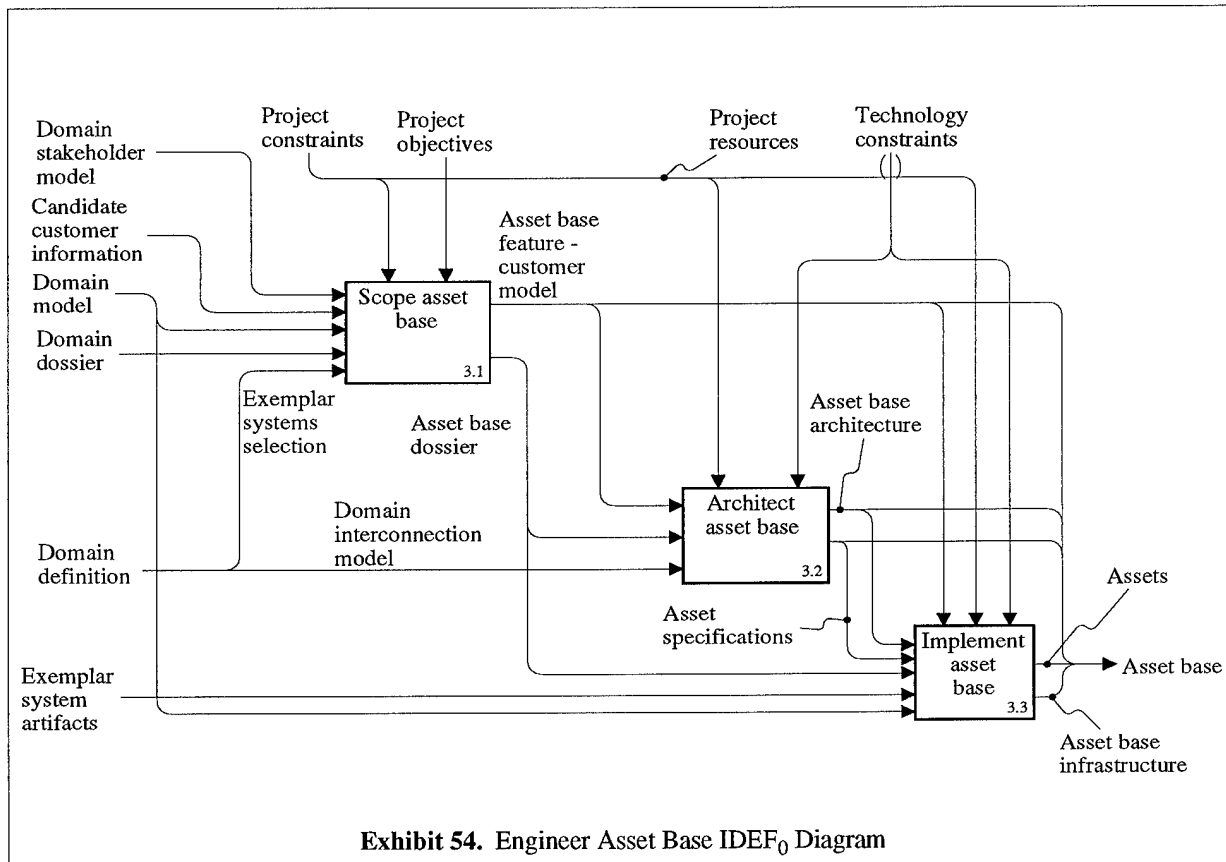 Project
constraints
Project
objectives
Project
resources
Technology
constraints
Domain
stakeholder
model
Candidate
customer
information
Domain
model
Domain
dossier
Asset base
feature -
customer
model
Scope asset
base
3.1
Exemplar
systems
selection
Asset base
dossier
Asset base
architecture
Architect
asset base
3.2
Domain
interconnection
model
Domain
definition
Asset
specifications
Assets
Implement
asset
base
3.3
Asset base
Exemplar
system
artifacts
Asset base
infrastructure
Exhibit 54. Engineer Asset Base IDEF0 Diagram